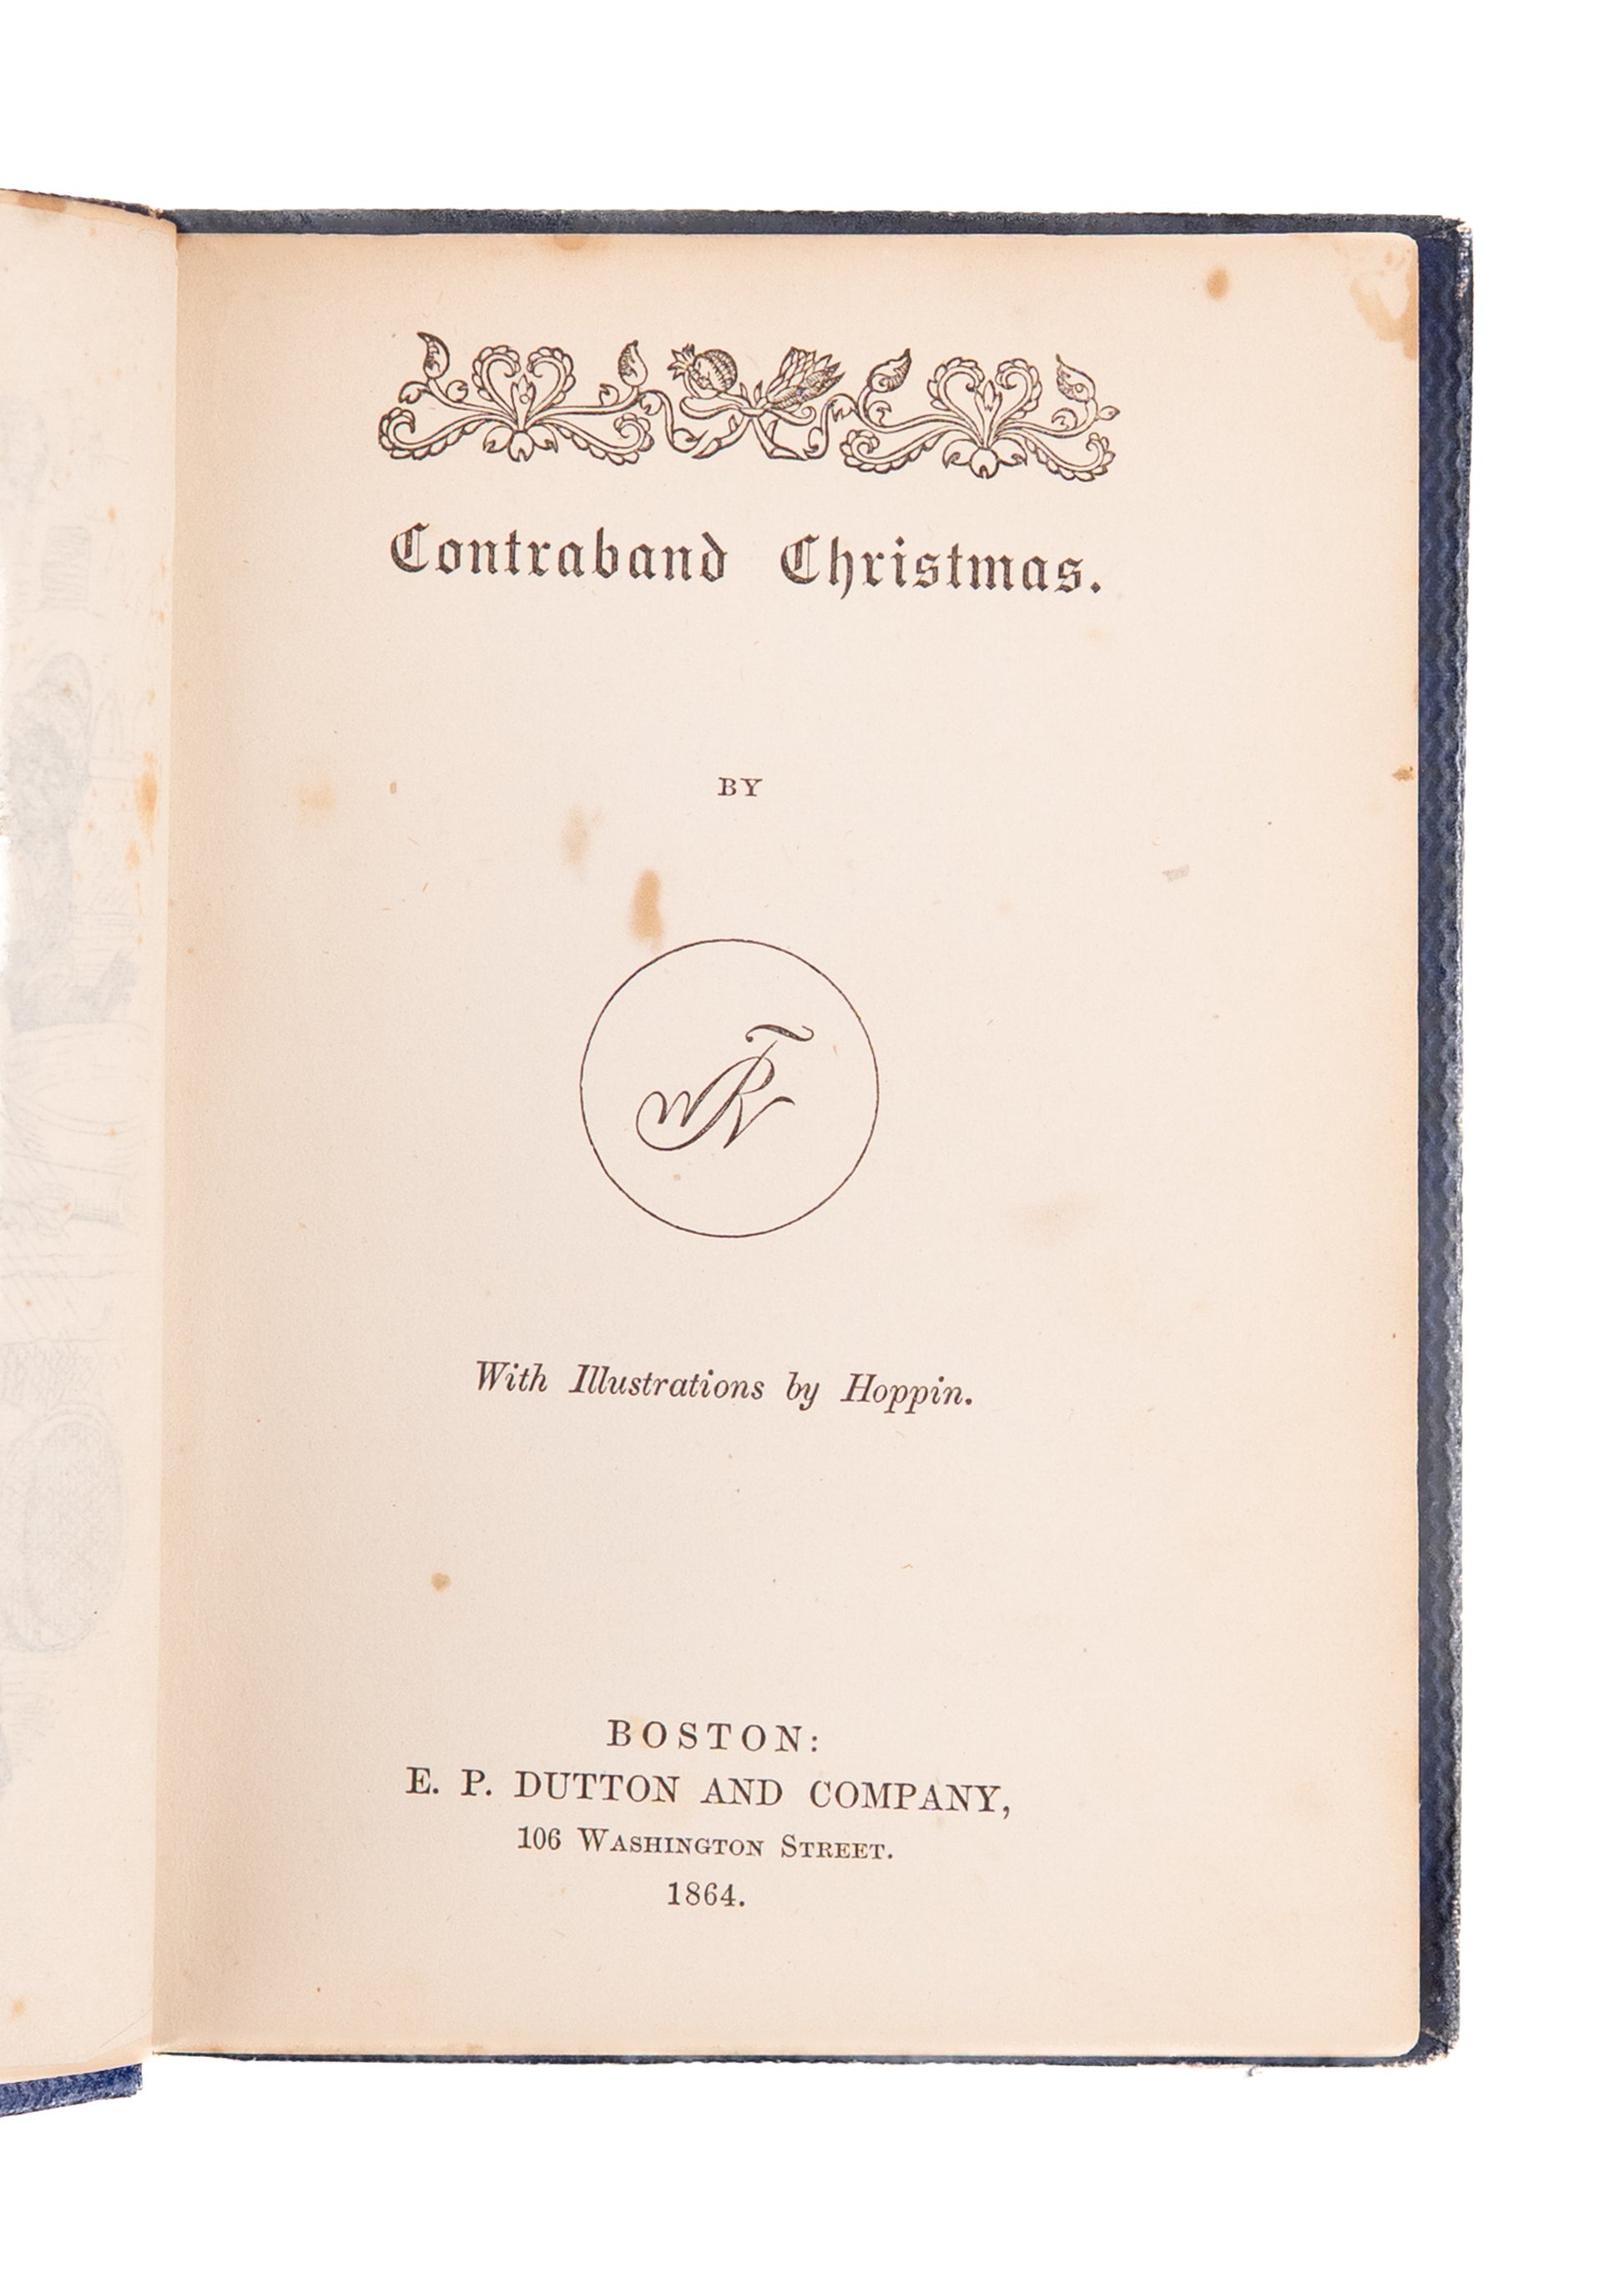 Contraband Christmas.
BY
With Illustrations by Hoppin.
BOSTON:
E. P. DUTTON AND COMPANY,
106 WASHINGTON STREET.
1864.